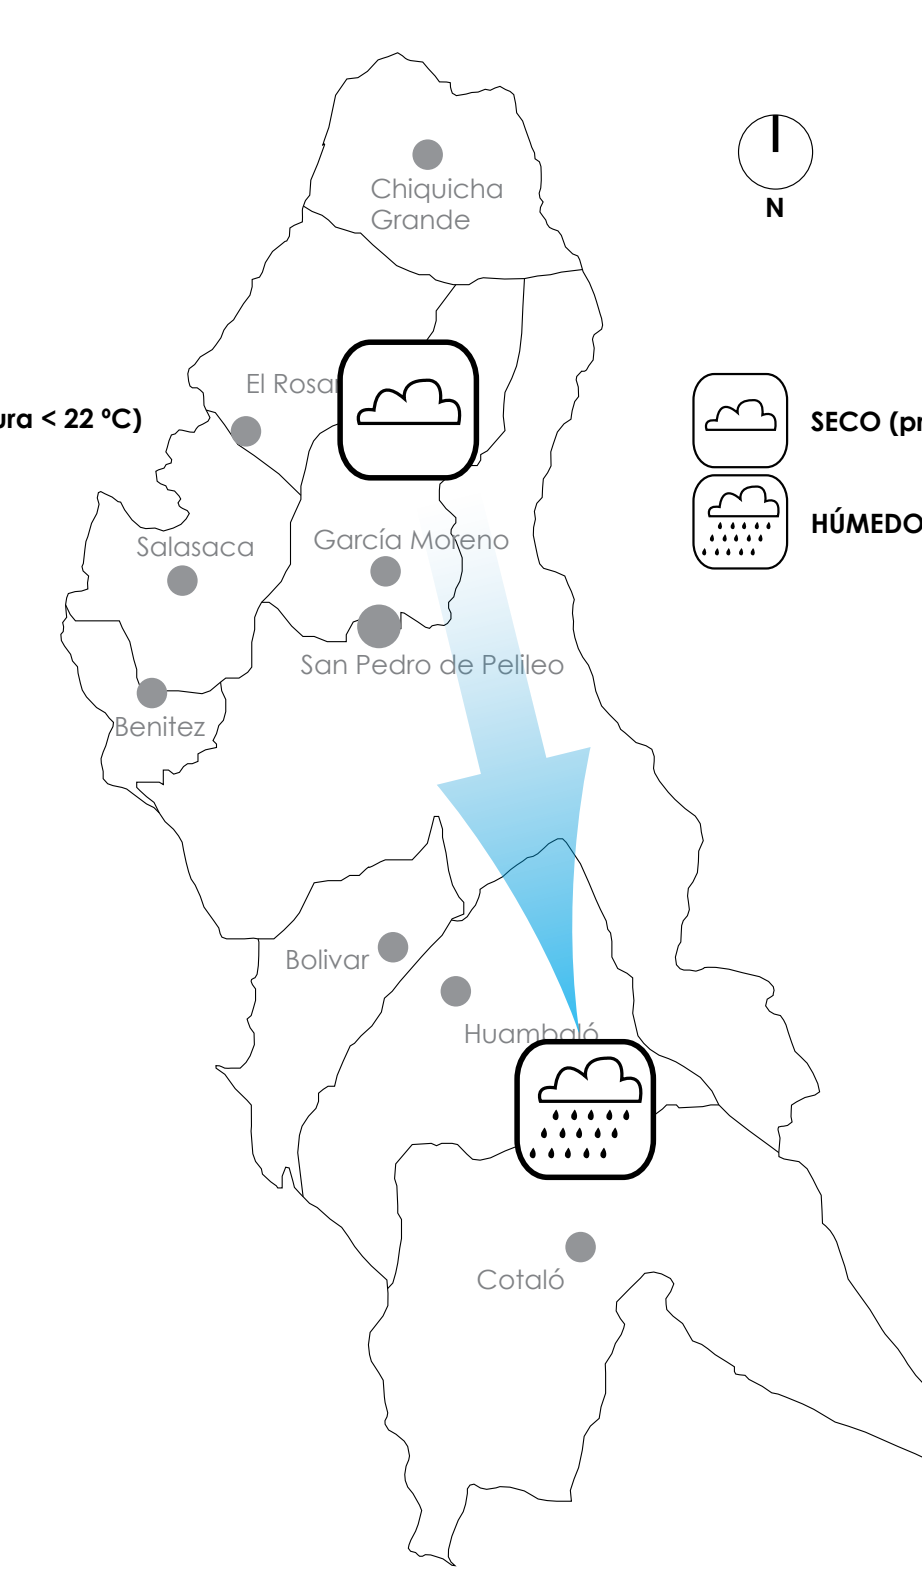 Chiquicha
Grande
N
El Rosar
ura < 22 ºC)
SECO (pr
HÚMEDO
García Moreno
Salasaca
San Pedro de Pelileo
Benitez
Bolivar
Huambaló
Cotaló